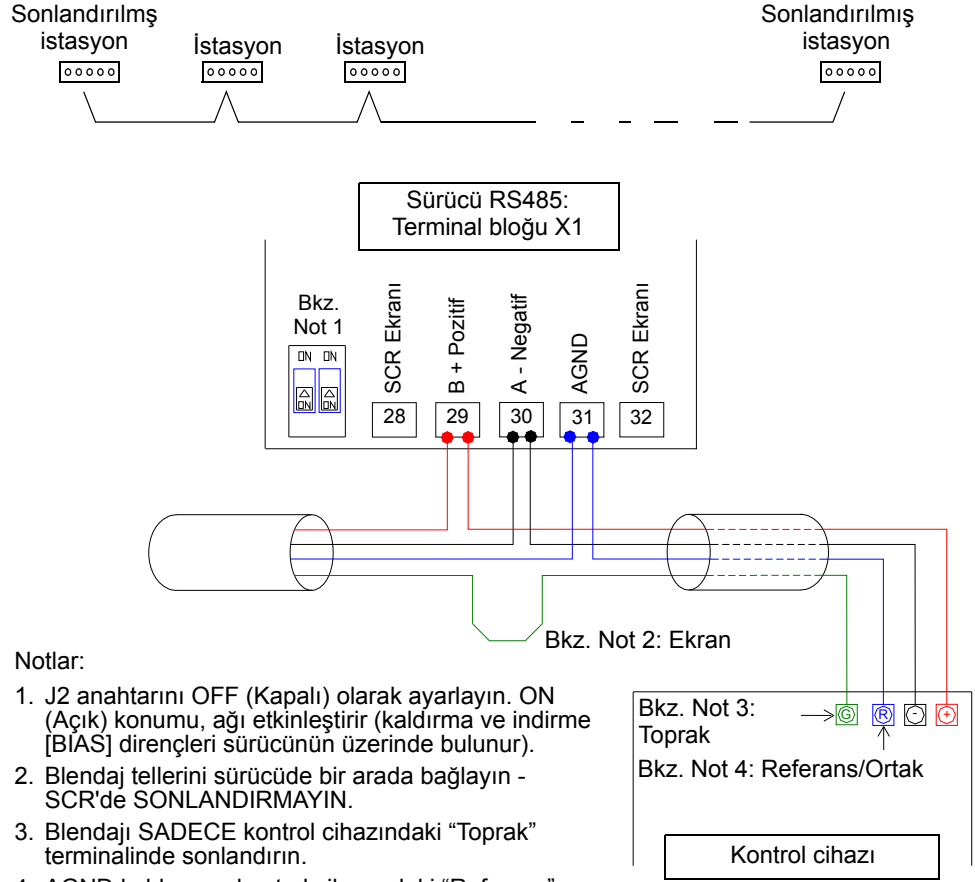 Sonlandırılmş
istasyon
İstasyon
İstasyon
Sonlandırılmış
istasyon
Sürücü RS485:
Terminal bloğu X1
Bkz.
Not 1
ON ON
ON ON
SCR Ekranı
B + Pozitif
A - Negatif
AGND
SCR Ekranı
28
29
30
31
32
Bkz. Not 2: Ekran
Notlar:
1. J2 anahtarını OFF (Kapalı) olarak ayarlayın. ON
(Açık) konumu, ağı etkinleştirir (kaldırma ve indirme
[BIAS] dirençleri sürücünün üzerinde bulunur).
2. Blendaj tellerini sürücüde bir arada bağlayın -
SCR'de SONLANDIRMAYIN.
3. Blendajı SADECE kontrol cihazındaki “Toprak”
terminalinde sonlandırın.
Bkz. Not 3:
Toprak
G R - +
Bkz. Not 4: Referans/Ortak
Kontrol cihazı